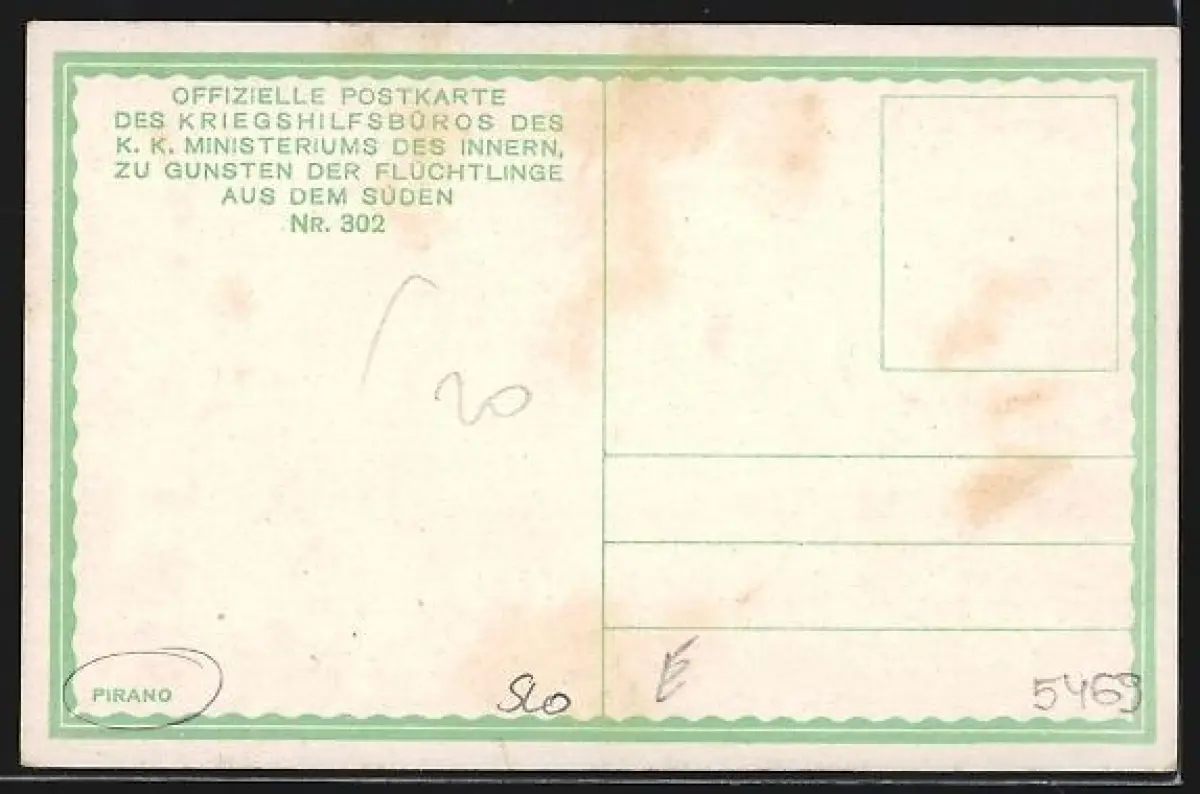 OFFIZIELLE POSTKARTE
DES KRIEGSHILFSBÜROS DES
K. K. MINISTERIUMS DES INNERN,
ZU GUNSTEN DER FLÜCHTLINGE
AUS DEM SÜDEN
NR. 302
20
PIRANO
SLO
E
5469